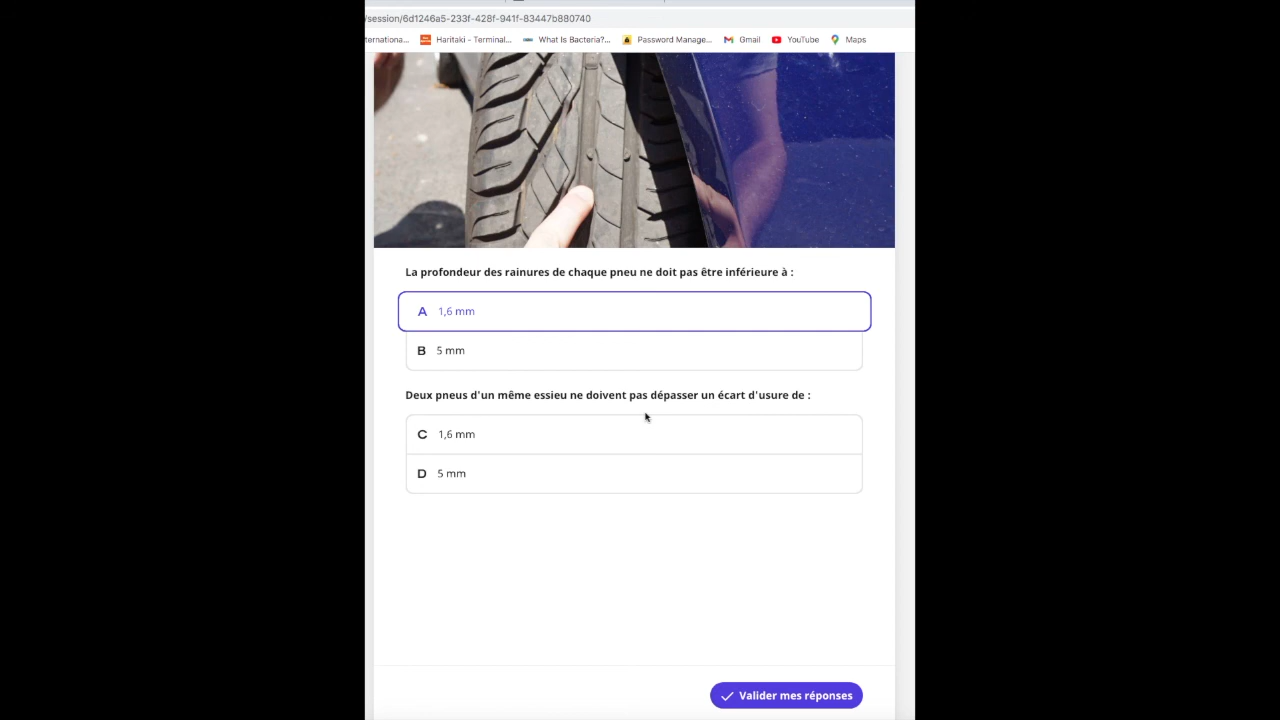 /session/6d1246a5-233f-428f-941f-83447b880740
ternationa... Haritaki - Terminal... What Is Bacteria?... Password Manage... Gmail YouTube Maps
La profondeur des rainures de chaque pneu ne doit pas être inférieure à :
A 1,6 mm
B 5 mm
Deux pneus d'un même essieu ne doivent pas dépasser un écart d'usure de :
C 1,6 mm
D 5 mm
Valider mes réponses